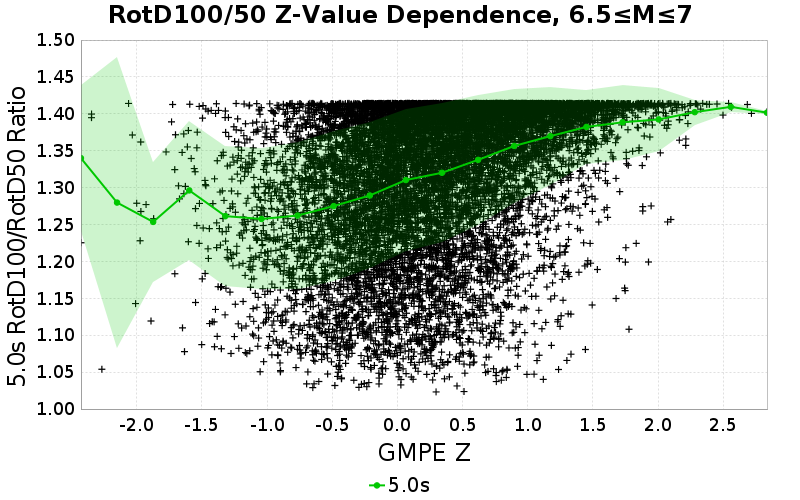 RotD100/50 Z-Value Dependence, 6.5≤M≤7
5.0s RotD100/RotD50 Ratio
1.50
1.45
1.40
1.35
1.30
1.25
1.20
1.15
1.10
1.05
1.00
-2.0 -1.5 -1.0 -0.5 0.0 0.5 1.0 1.5 2.0 2.5
GMPE Z
5.0s